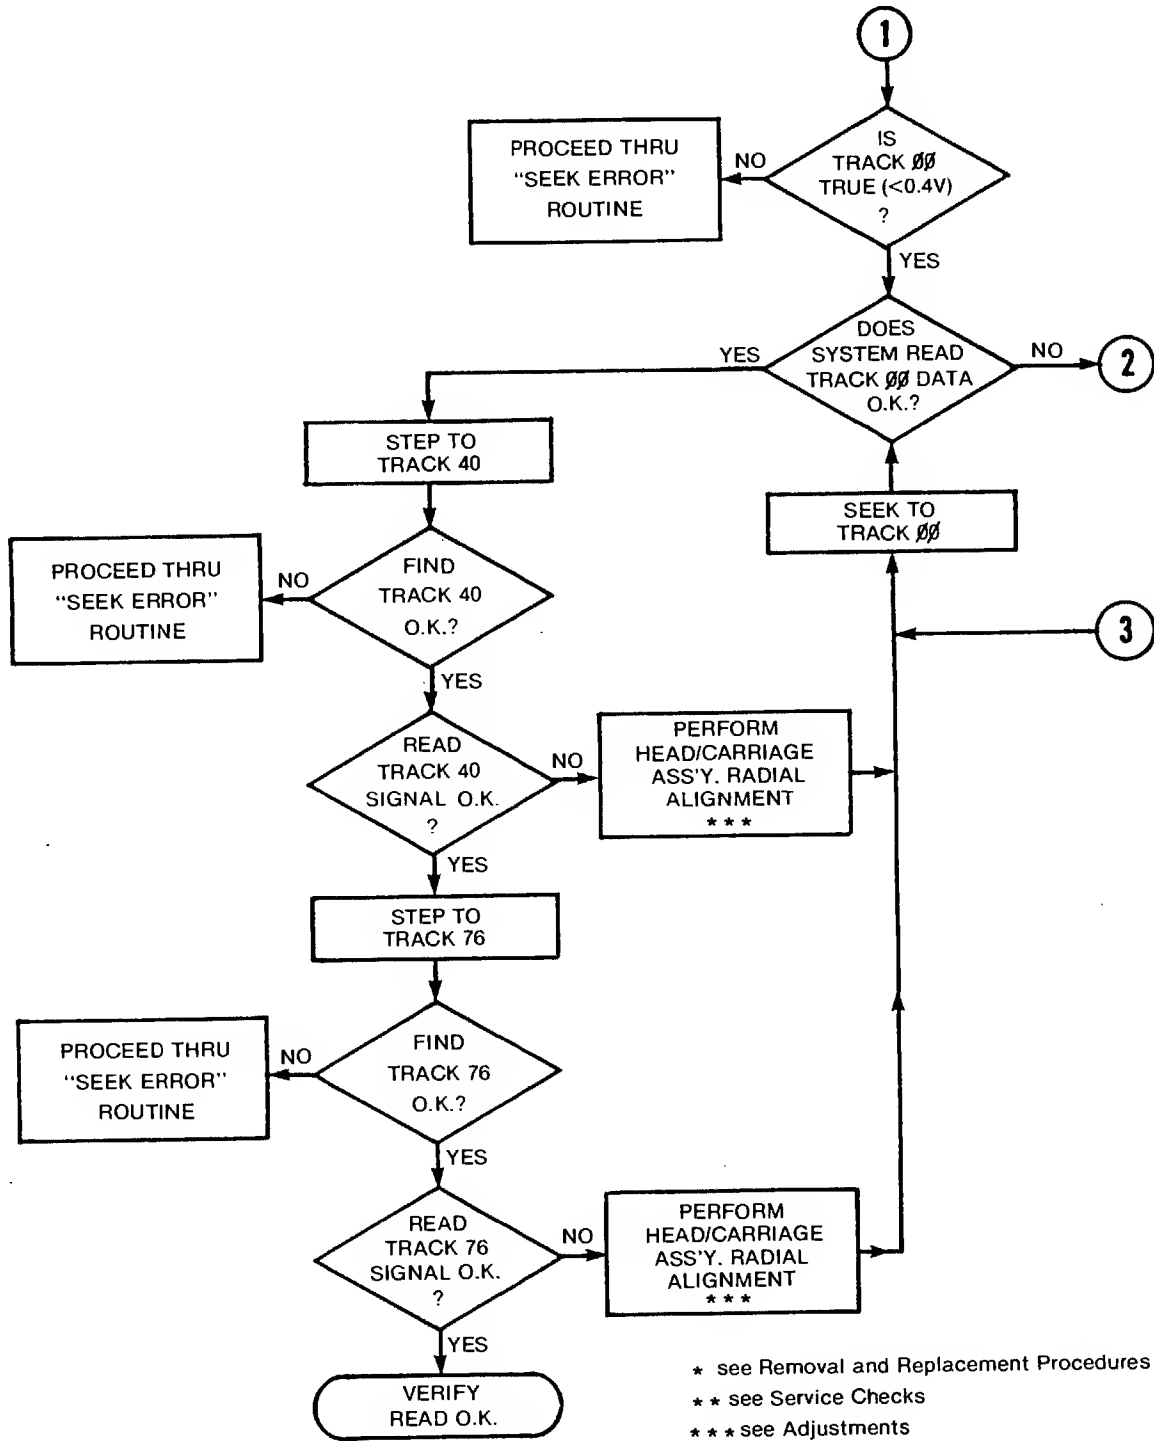 1
IS
TRACK ØØ
TRUE (<0.4V)
?
NO
PROCEED THRU
"SEEK ERROR"
ROUTINE
YES
DOES
SYSTEM READ
TRACK ØØ DATA
O.K.?
NO
2
YES
STEP TO
TRACK 40
SEEK TO
TRACK ØØ
3
FIND
TRACK 40
O.K.?
NO
PROCEED THRU
"SEEK ERROR"
ROUTINE
YES
READ
TRACK 40
SIGNAL O.K.
?
NO
PERFORM
HEAD/CARRIAGE
ASS'Y. RADIAL
ALIGNMENT
* * *
YES
STEP TO
TRACK 76
FIND
TRACK 76
O.K.?
NO
PROCEED THRU
"SEEK ERROR"
ROUTINE
YES
READ
TRACK 76
SIGNAL O.K.
?
NO
PERFORM
HEAD/CARRIAGE
ASS'Y. RADIAL
ALIGNMENT
* * *
YES
VERIFY
READ O.K.
* see Removal and Replacement Procedures
* * see Service Checks
* * * see Adjustments